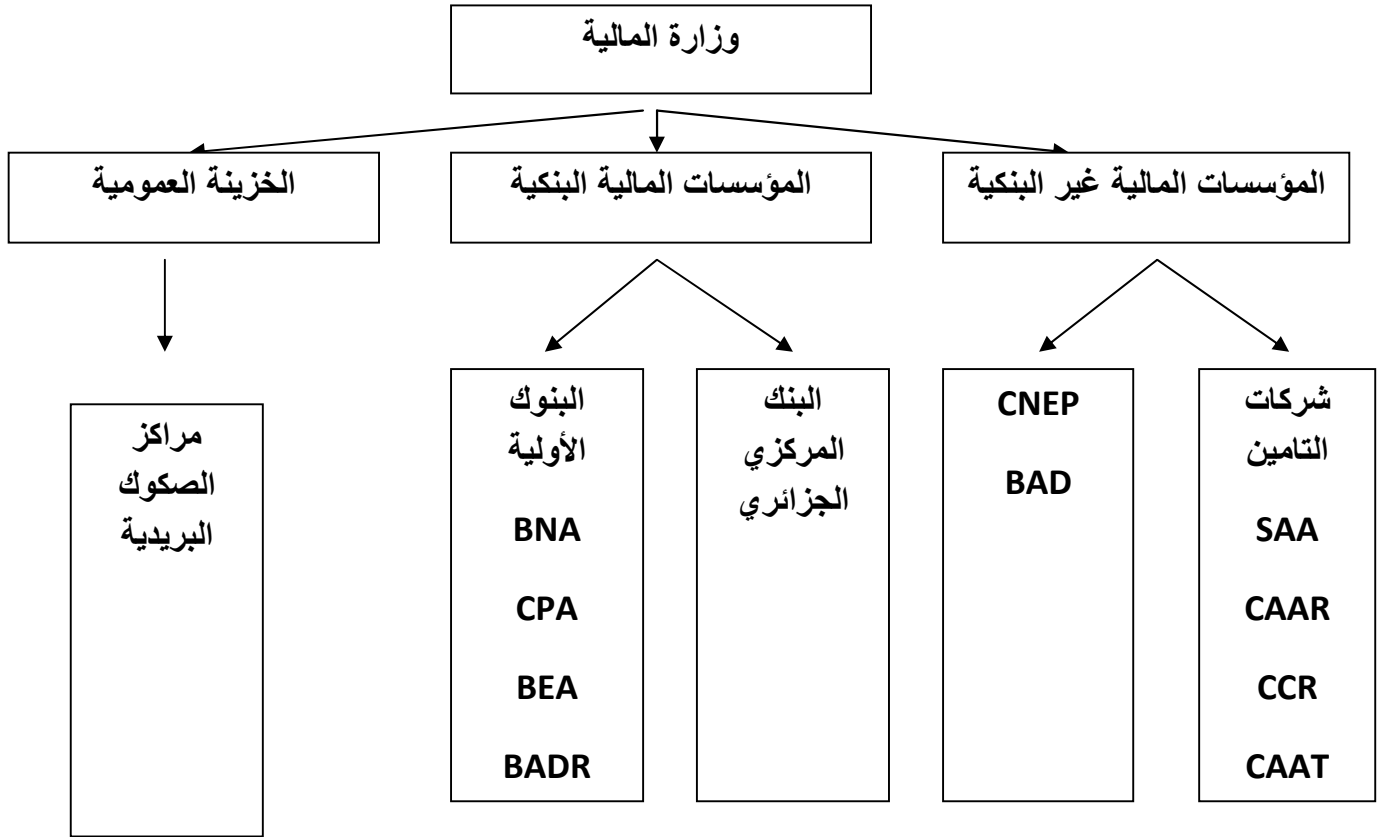 وزارة المالية
المؤسسات المالية غير البنكية
المؤسسات المالية البنكية
الخزينة العمومية
شركات
التامين
SAA
CAAR
CCR
CAAT
CNEP
BAD
البنك
المركزي
الجزائري
البنوك
الأولية
BNA
CPA
BEA
BADR
مراكز
الصكوك
البريدية